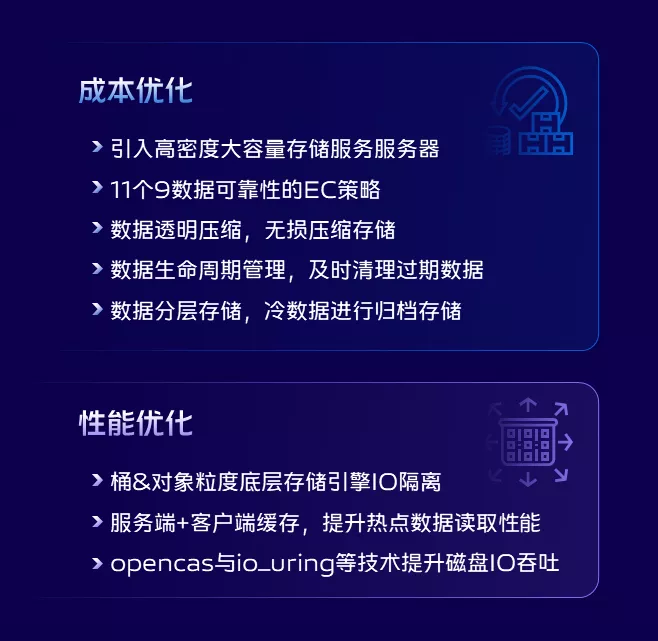 成本优化
引入高密度大容量存储服务服务器
11个9数据可靠性的EC策略
数据透明压缩，无损压缩存储
数据生命周期管理，及时清理过期数据
数据分层存储，冷数据进行归档存储
性能优化
桶&对象粒度底层存储引擎IO隔离
服务端+客户端缓存，提升热点数据读取性能
opencas与io_uring等技术提升磁盘IO吞吐